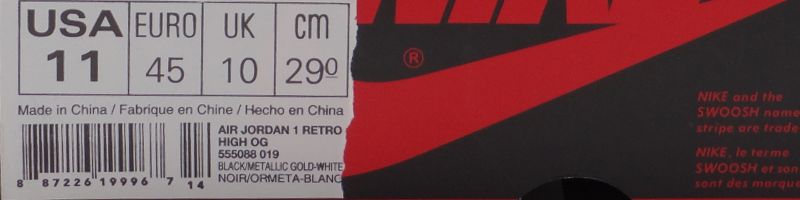 USA EURO UK cm
11 45 10 29º
®
Made in China / Fabrique en Chine / Hecho en China
AIR JORDAN 1 RETRO
HIGH OG
555088 019
BLACK/METALLIC GOLD-WHITE
NOIR/ORMETA-BLANC
8 87226 19996 7 14
NIKE and the
SWOOSH name
stripe are trade
NIKE, le terme
SWOOSH et son
sont des marque